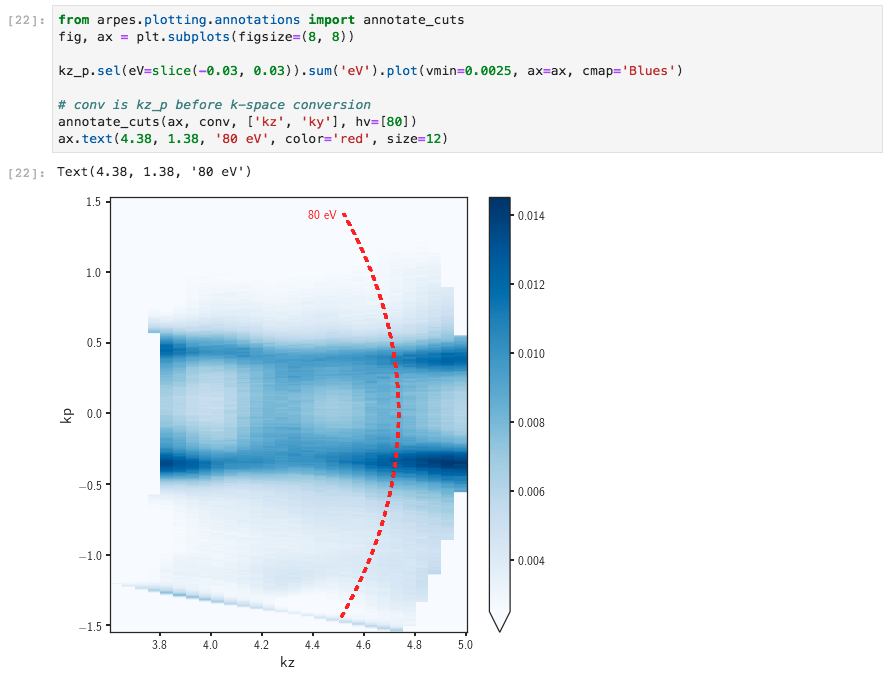 [22]: from arpes.plotting.annotations import annotate_cuts
fig, ax = plt.subplots(figsize=(8, 8))
kz_p.sel(eV=slice(-0.03, 0.03)).sum('eV').plot(vmin=0.0025, ax=ax, cmap='Blues')
# conv is kz_p before k-space conversion
annotate_cuts(ax, conv, ['kz', 'ky'], hv=[80])
ax.text(4.38, 1.38, '80 eV', color='red', size=12)
[22]: Text(4.38, 1.38, '80 eV')
1.5
80 eV
0.014
1.0
0.012
0.5
0.010
kp
0.0
0.008
−0.5
0.006
−1.0
0.004
−1.5
3.8 4.0 4.2 4.4 4.6 4.8 5.0
kz